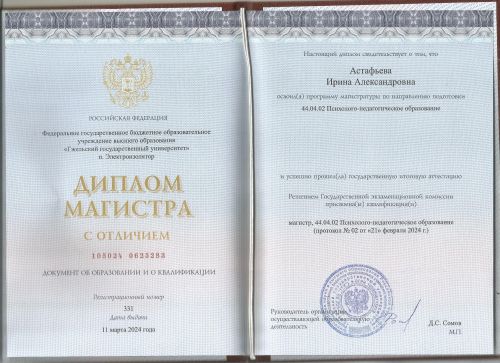 РОССИЙСКАЯ ФЕДЕРАЦИЯ
Федеральное государственное бюджетное образовательное
учреждение высшего образования
«Гжельский государственный университет»
п. Электроизолятор
ДИПЛОМ
МАГИСТРА
С ОТЛИЧИЕМ
105024 0625283
ДОКУМЕНТ ОБ ОБРАЗОВАНИИ И О КВАЛИФИКАЦИИ
Регистрационный номер
331
Дата выдачи
11 марта 2024 года
Настоящий диплом свидетельствует о том, что
Астафьева
Ирина Александровна
освоил(а) программу магистратуры по направлению подготовки
44.04.02 Психолого-педагогическое образование
и успешно прошел(ла) государственную итоговую аттестацию
Решением Государственной экзаменационной комиссии
присвоена(ы) квалификация(и)
магистр, 44.04.02 Психолого-педагогическое образование
(протокол № 02 от «21» февраля 2024 г.)
Руководитель организации,
осуществляющей образовательную
деятельность
Д.С. Сомов
М.П.